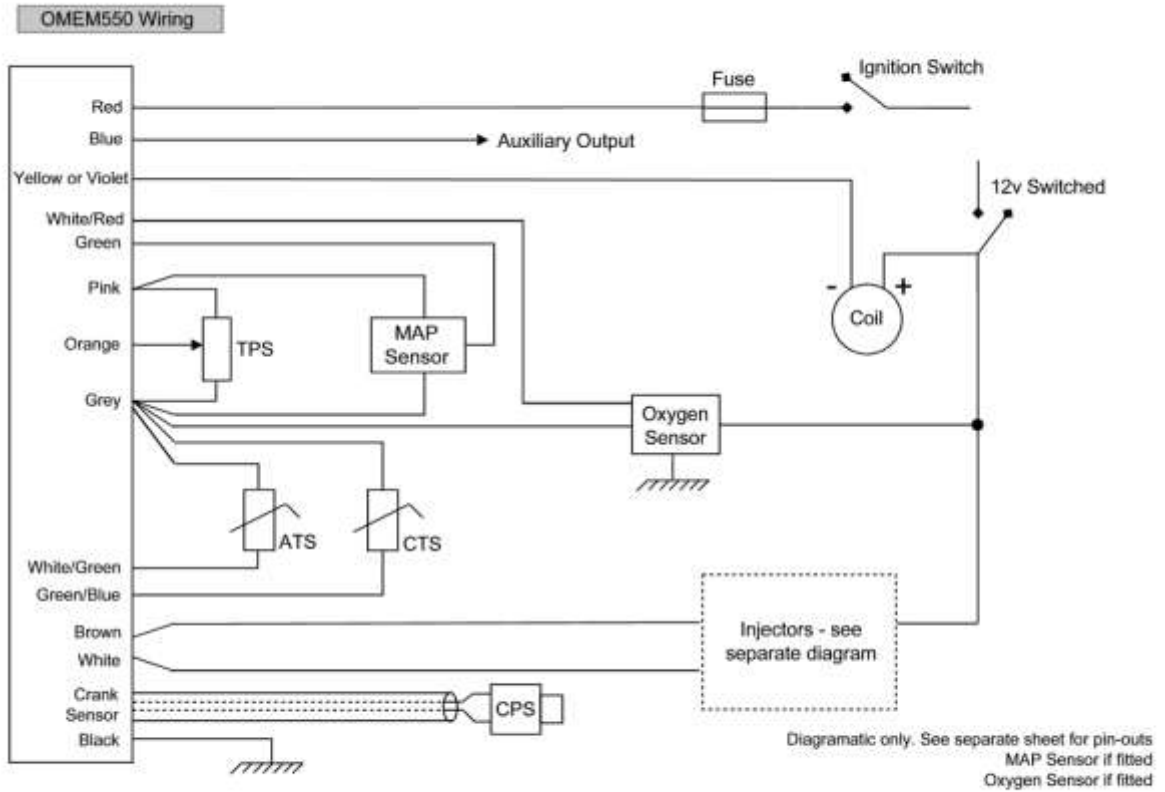 OMEM550 Wiring
Ignition Switch
Fuse
Red
Blue
Auxiliary Output
Yellow or Violet
12v Switched
White/Red
Green
Pink
- +
Coil
Orange
TPS
MAP
Sensor
Grey
Oxygen
Sensor
ATS
CTS
White/Green
Green/Blue
Brown
White
Injectors - see
separate diagram
Crank
Sensor
CPS
Black
Diagramatic only. See separate sheet for pin-outs
MAP Sensor if fitted
Oxygen Sensor if fitted